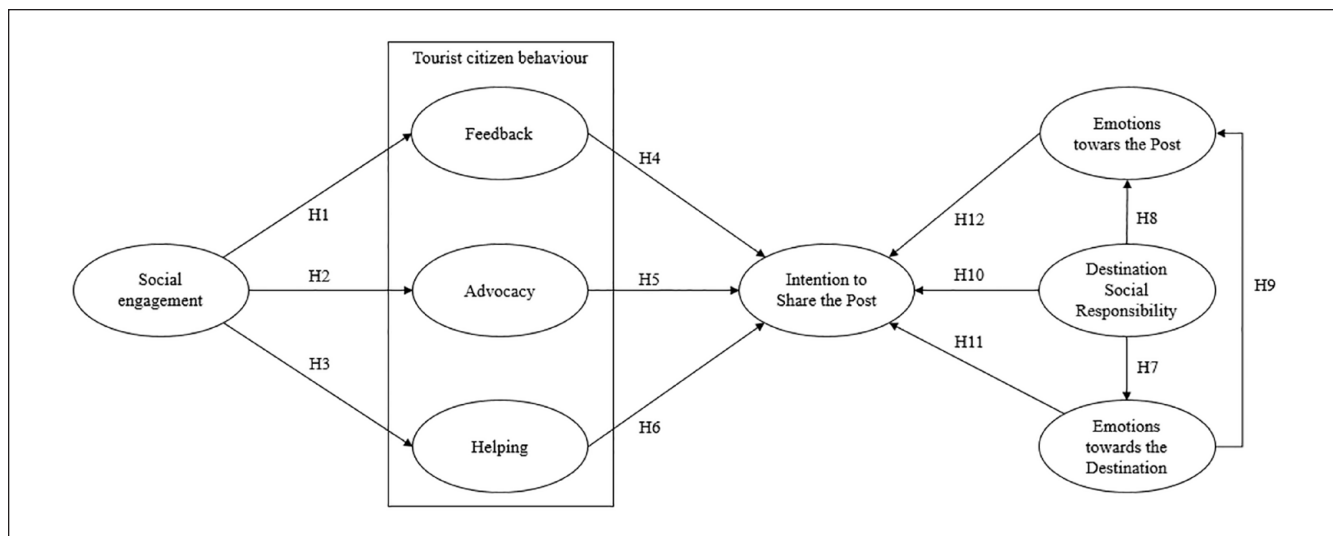 Tourist citizen behaviour
Feedback
Emotions
towars the Post
H4
H1
H12
H8
Social
engagement
H2
Advocacy
H5
Intention to
Share the Post
H10
Destination
Social
Responsibility
H9
H3
H11
H7
Helping
H6
Emotions
towards the
Destination